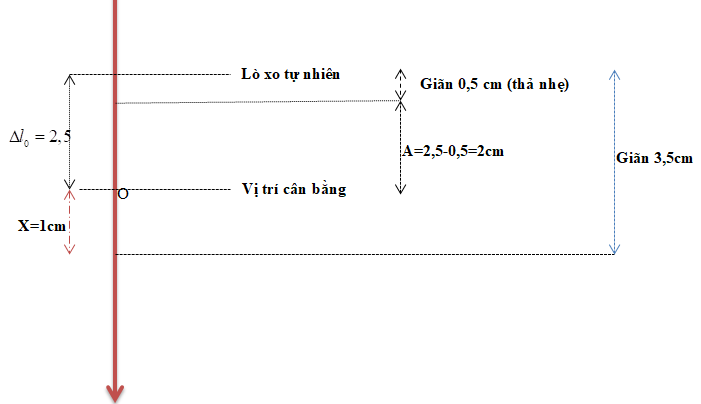 Lò xo tự nhiên
Giãn 0,5 cm (thả nhẹ)
Δl₀ = 2,5
A=2,5-0,5=2cm
Giãn 3,5cm
O
Vị trí cân bằng
X=1cm